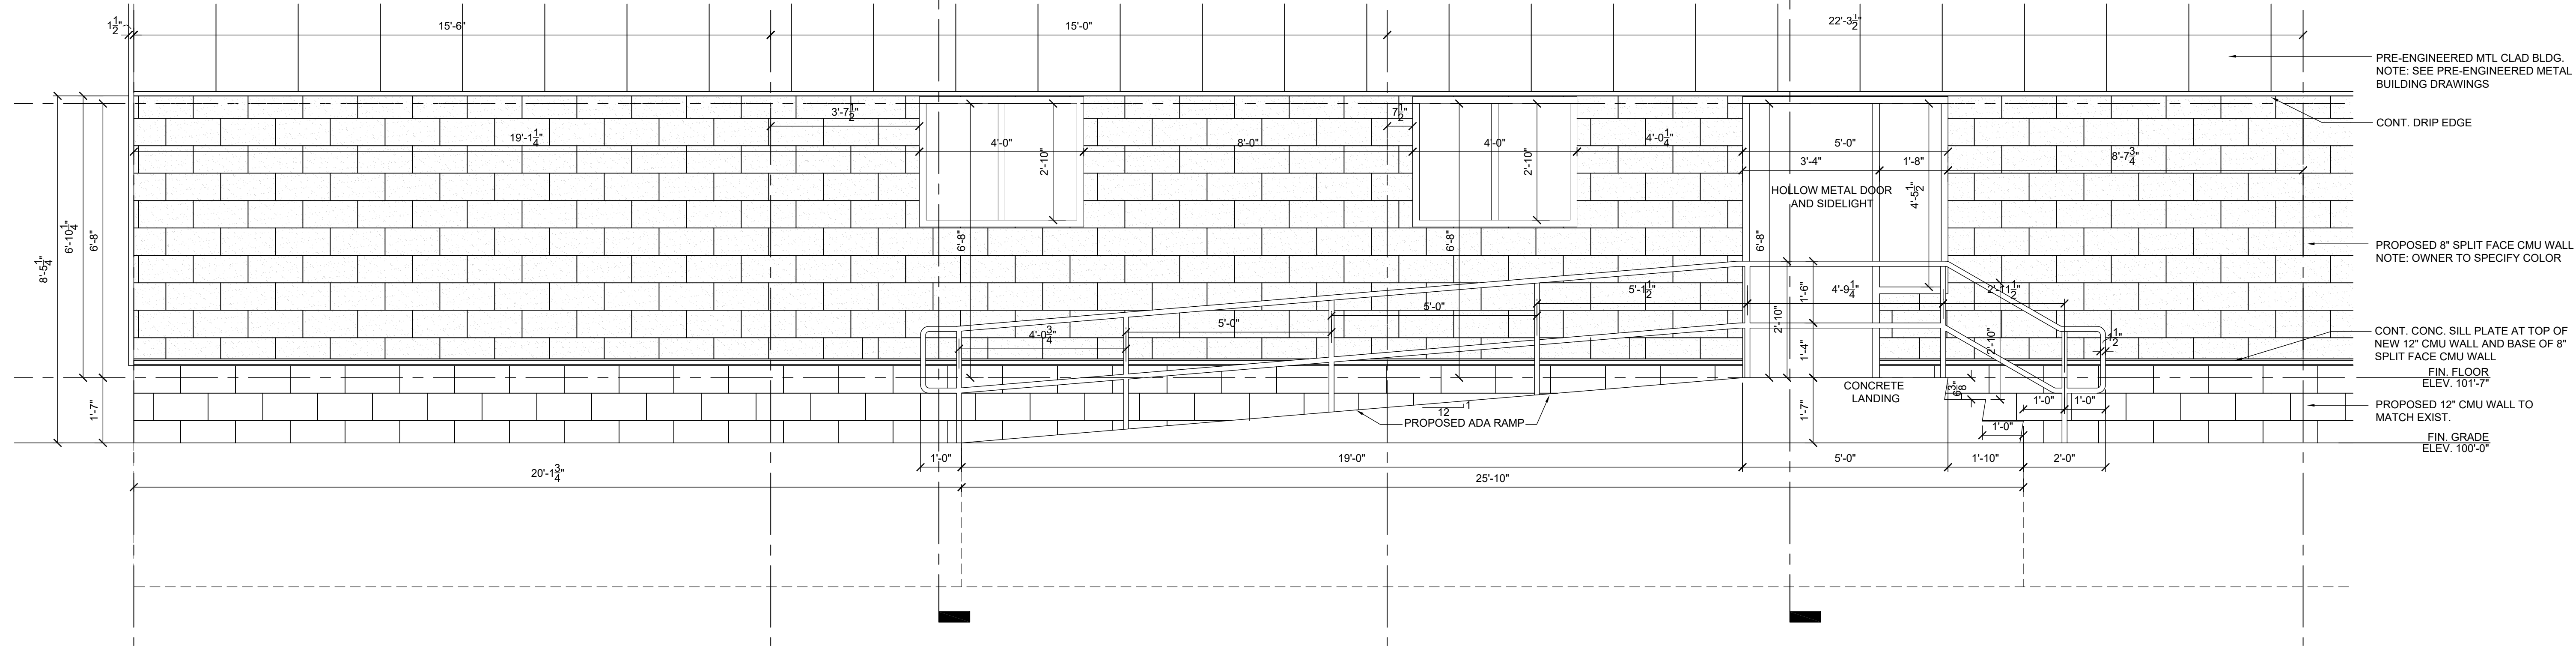 1 1/2"
15'-6"
15'-0"
22'-3 1/2"
PRE-ENGINEERED MTL CLAD BLDG.
NOTE: SEE PRE-ENGINEERED METAL
BUILDING DRAWINGS
3'-7 1/2"
7 1/2"
CONT. DRIP EDGE
19'-1 1/4"
4'-0"
8'-0"
4'-0"
4'-0 1/4"
5'-0"
8'-7 3/4"
2'-10"
2'-10"
3'-4"
1'-8"
HOLLOW METAL DOOR
AND SIDELIGHT
4'-5 1/2"
8'-5 1/4"
6'-10 1/4"
6'-8"
6'-8"
6'-8"
6'-8"
PROPOSED 8" SPLIT FACE CMU WALL
NOTE: OWNER TO SPECIFY COLOR
5'-1 1/2"
1'-6"
4'-9 1/4"
2'-11 1/2"
5'-0"
5'-0"
4'-0 3/4"
2'-10"
1'-4"
2'-10"
1 1/2"
CONT. CONC. SILL PLATE AT TOP OF
NEW 12" CMU WALL AND BASE OF 8"
SPLIT FACE CMU WALL
FIN. FLOOR
ELEV. 101'-7"
CONCRETE
LANDING
6 3/8"
1'-7"
1'-7"
12
1
PROPOSED ADA RAMP
1'-0"
1'-0"
1'-0"
PROPOSED 12" CMU WALL TO
MATCH EXIST.
FIN. GRADE
ELEV. 100'-0"
1'-0"
19'-0"
5'-0"
1'-10"
2'-0"
20'-1 3/4"
25'-10"